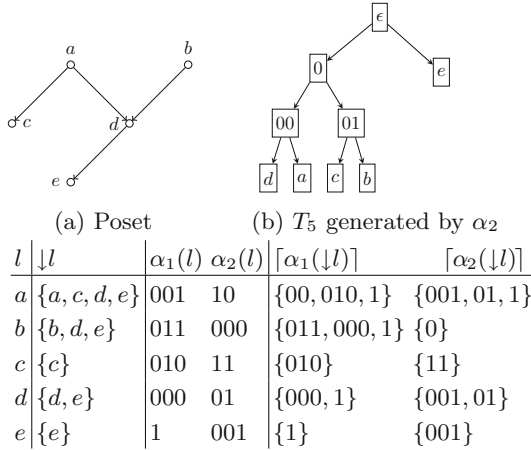 a
b
ϵ
0
e
c
d
00
01
e
d
a
c
b
(a) Poset
(b) T5 generated by α2
l ↓l α1(l) α2(l) ⌈α1(↓l)⌉ ⌈α2(↓l)⌉
a {a, c, d, e} 001 10 {00, 010, 1} {001, 01, 1}
b {b, d, e} 011 000 {011, 000, 1} {0}
c {c} 010 11 {010} {11}
d {d, e} 000 01 {000, 1} {001, 01}
e {e} 1 001 {1} {001}